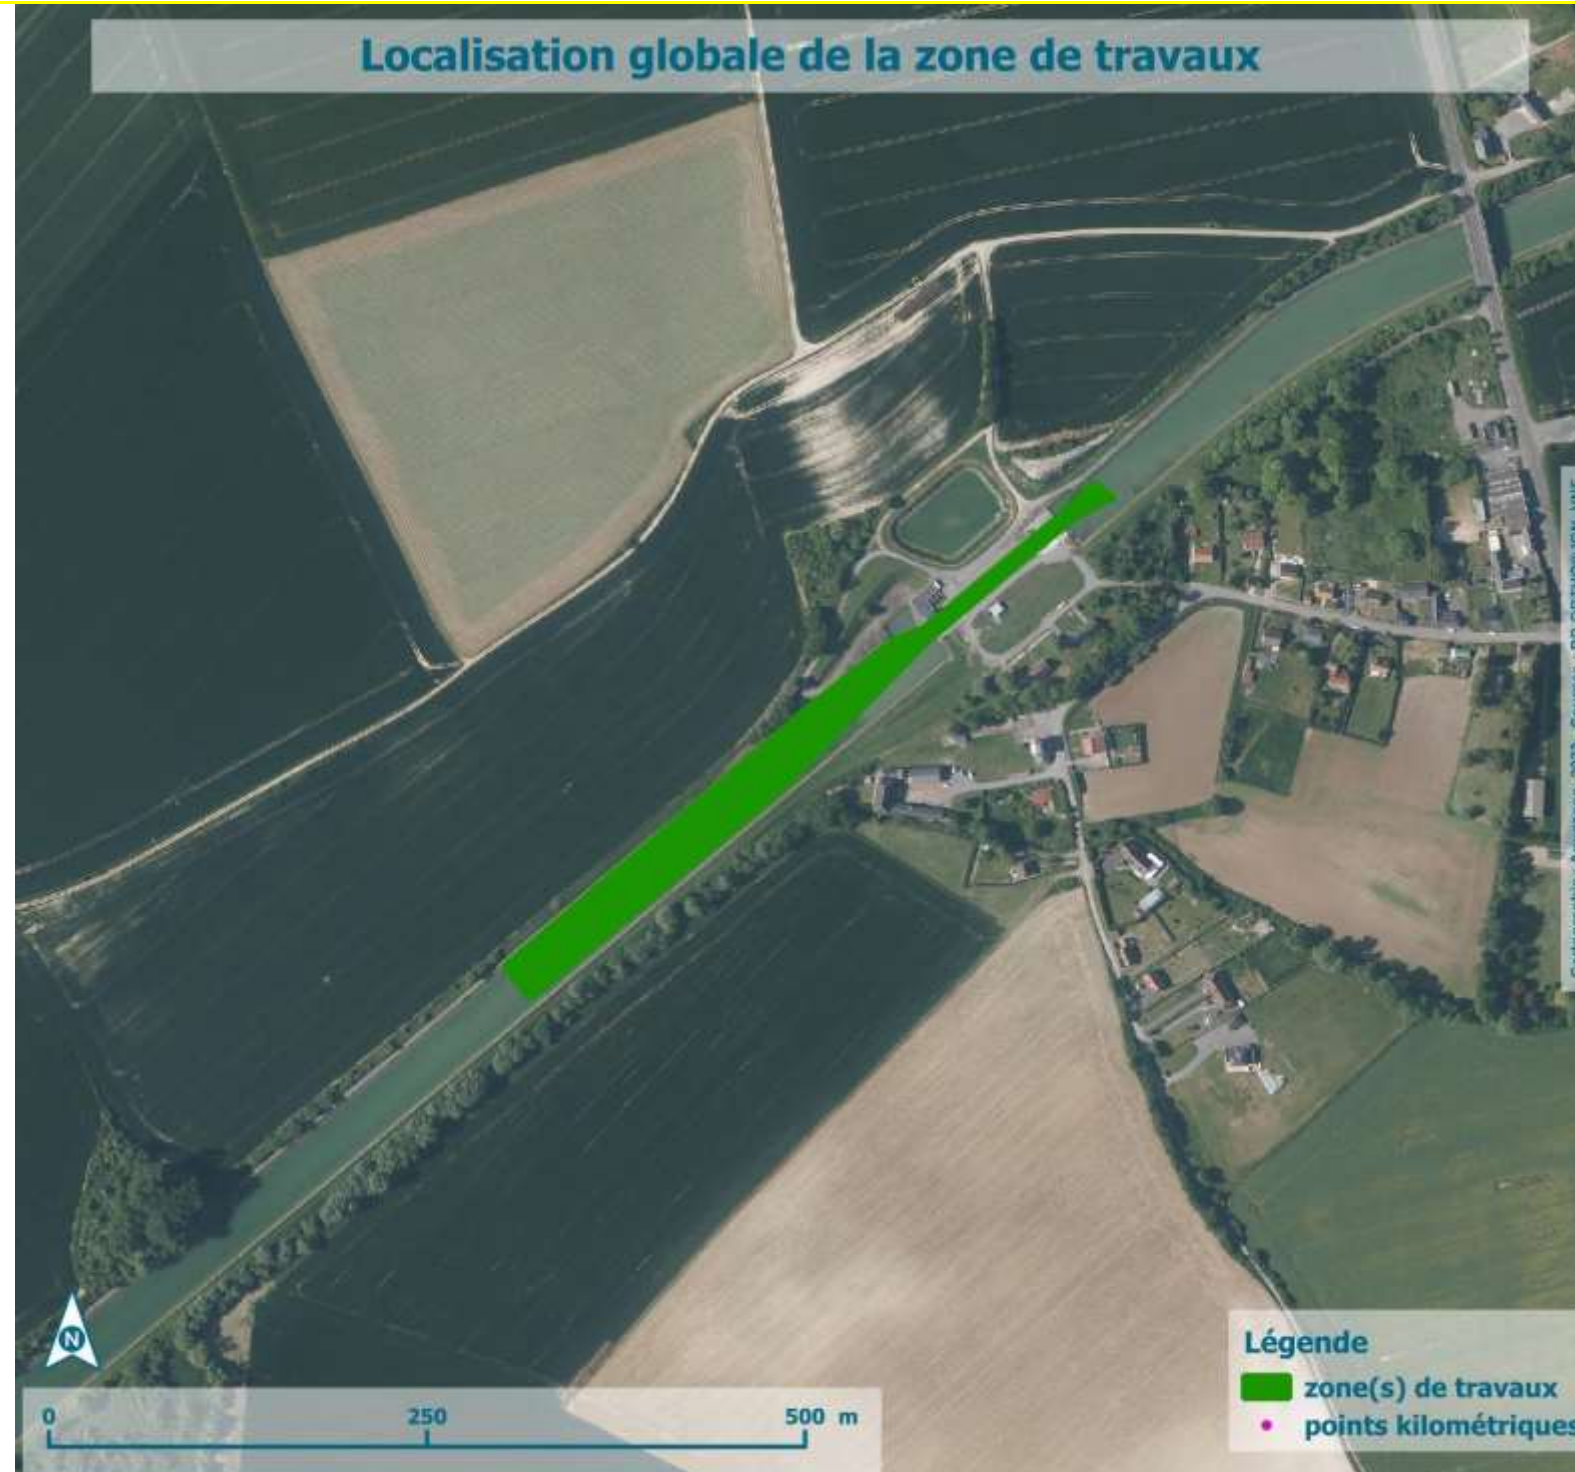 Localisation globale de la zone de travaux
N
0 250 500 m
Légende
zone(s) de travaux
points kilométriques